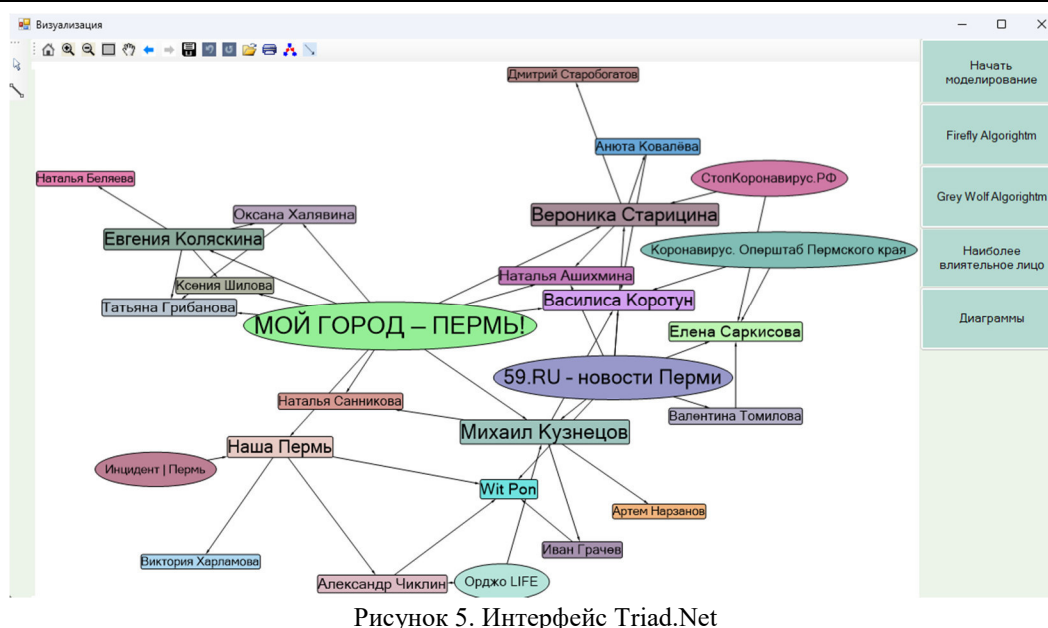 Визуализация
Начать
моделирование
Firefly Algorightm
Grey Wolf Algorightm
Наиболее
влиятельное лицо
Диаграммы
Дмитрий Старобогатов
Анюта Ковалёва
СтопКоронавирус.РФ
Наталья Беляева
Оксана Халявина
Вероника Старицина
Евгения Коляскина
Коронавирус. Оперштаб Пермского края
Наталья Ашихмина
Ксения Шилова
Василиса Коротун
Татьяна Грибанова
МОЙ ГОРОД – ПЕРМЬ!
Елена Саркисова
59.RU - новости Перми
Наталья Санникова
Валентина Томилова
Михаил Кузнецов
Наша Пермь
Инцидент | Пермь
Wit Pon
Артем Нарзанов
Иван Грачев
Виктория Харламова
Александр Чиклин
Орджо LIFE
Рисунок 5. Интерфейс Triad.Net